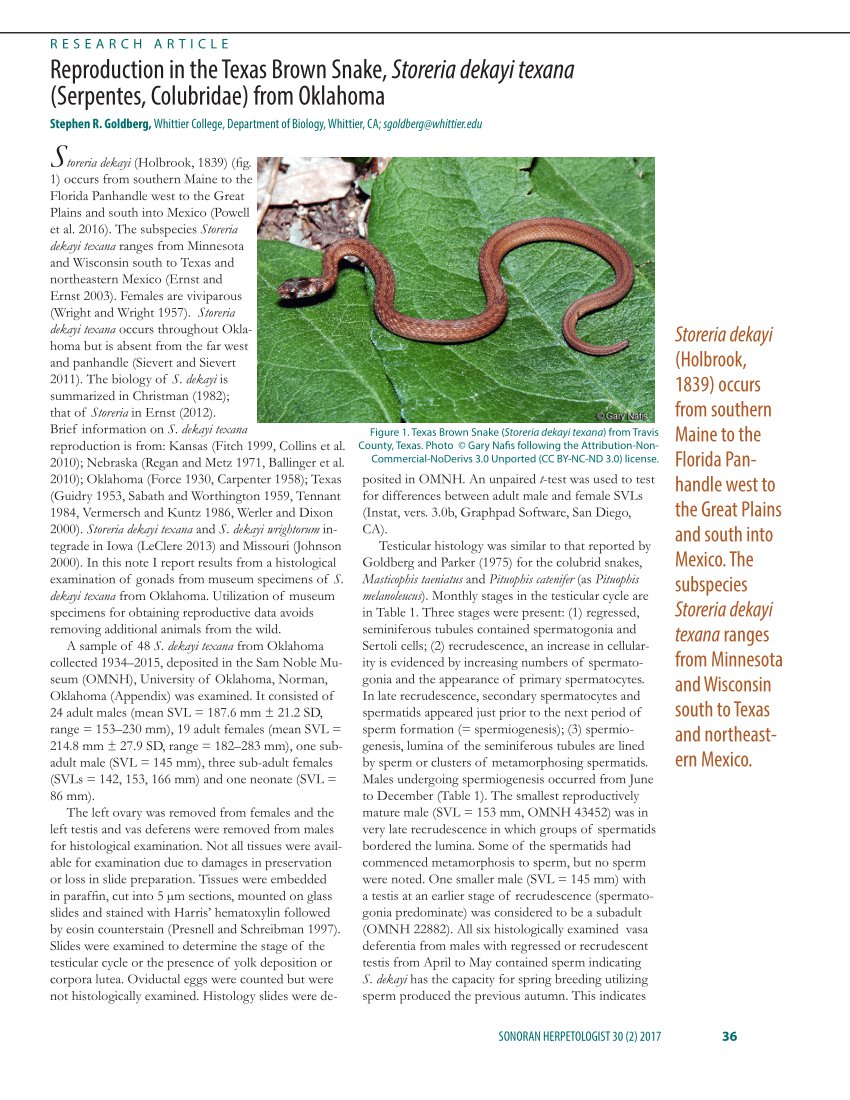 RESEARCH ARTICLE
Reproduction in the Texas Brown Snake, Storeria dekayi texana
(Serpentes, Colubridae) from Oklahoma
Stephen R. Goldberg, Whittier College, Department of Biology, Whittier, CA; sgoldberg@whittier.edu
Storeria dekayi (Holbrook, 1839) (fig.
1) occurs from southern Maine to the
Florida Panhandle west to the Great
Plains and south into Mexico (Powell
et al. 2016). The subspecies Storeria
dekayi texana ranges from Minnesota
and Wisconsin south to Texas and
northeastern Mexico (Ernst and
Ernst 2003). Females are viviparous
(Wright and Wright 1957). Storeria
dekayi texana occurs throughout Okla-
homa but is absent from the far west
and panhandle (Sievert and Sievert
2011). The biology of S. dekayi is
summarized in Christman (1982);
that of Storeria in Ernst (2012).
Brief information on S. dekayi texana
reproduction is from: Kansas (Fitch 1999, Collins et al.
2010); Nebraska (Regan and Metz 1971, Ballinger et al.
2010); Oklahoma (Force 1930, Carpenter 1958); Texas
(Guidry 1953, Sabath and Worthington 1959, Tennant
1984, Vermersch and Kuntz 1986, Werler and Dixon
2000). Storeria dekayi texana and S. dekayi wrightorum in-
tegrade in Iowa (LeClere 2013) and Missouri (Johnson
2000). In this note I report results from a histological
examination of gonads from museum specimens of S.
dekayi texana from Oklahoma. Utilization of museum
specimens for obtaining reproductive data avoids
removing additional animals from the wild.
A sample of 48 S. dekayi texana from Oklahoma
collected 1934–2015, deposited in the Sam Noble Mu-
seum (OMNH), University of Oklahoma, Norman,
Oklahoma (Appendix) was examined. It consisted of
24 adult males (mean SVL = 187.6 mm ± 21.2 SD,
range = 153–230 mm), 19 adult females (mean SVL =
214.8 mm ± 27.9 SD, range = 182–283 mm), one sub-
adult male (SVL = 145 mm), three sub-adult females
(SVLs = 142, 153, 166 mm) and one neonate (SVL =
86 mm).
The left ovary was removed from females and the
left testis and vas deferens were removed from males
for histological examination. Not all tissues were avail-
able for examination due to damages in preservation
or loss in slide preparation. Tissues were embedded
in paraffin, cut into 5 µm sections, mounted on glass
slides and stained with Harris' hematoxylin followed
by eosin counterstain (Presnell and Schreibman 1997).
Slides were examined to determine the stage of the
testicular cycle or the presence of yolk deposition or
corpora lutea. Oviductal eggs were counted but were
not histologically examined. Histology slides were de-
© Gary Nafis
Figure 1. Texas Brown Snake (Storeria dekayi texana) from Travis
County, Texas. Photo © Gary Nafis following the Attribution-Non-
Commercial-NoDerivs 3.0 Unported (CC BY-NC-ND 3.0) license.
posited in OMNH. An unpaired t-test was used to test
for differences between adult male and female SVLs
(Instat, vers. 3.0b, Graphpad Software, San Diego,
CA).
Testicular histology was similar to that reported by
Goldberg and Parker (1975) for the colubrid snakes,
Masticophis taeniatus and Pituophis catenifer (as Pituophis
melanoleucus). Monthly stages in the testicular cycle are
in Table 1. Three stages were present: (1) regressed,
seminiferous tubules contained spermatogonia and
Sertoli cells; (2) recrudescence, an increase in cellular-
ity is evidenced by increasing numbers of spermato-
gonia and the appearance of primary spermatocytes.
In late recrudescence, secondary spermatocytes and
spermatids appeared just prior to the next period of
sperm formation (= spermiogenesis); (3) spermio-
genesis, lumina of the seminiferous tubules are lined
by sperm or clusters of metamorphosing spermatids.
Males undergoing spermiogenesis occurred from June
to December (Table 1). The smallest reproductively
mature male (SVL = 153 mm, OMNH 43452) was in
very late recrudescence in which groups of spermatids
bordered the lumina. Some of the spermatids had
commenced metamorphosis to sperm, but no sperm
were noted. One smaller male (SVL = 145 mm) with
a testis at an earlier stage of recrudescence (spermato-
gonia predominate) was considered to be a subadult
(OMNH 22882). All six histologically examined vasa
deferentia from males with regressed or recrudescent
testis from April to May contained sperm indicating
S. dekayi has the capacity for spring breeding utilizing
sperm produced the previous autumn. This indicates
Storeria dekayi
(Holbrook,
1839) occurs
from southern
Maine to the
Florida Pan-
handle west to
the Great Plains
and south into
Mexico. The
subspecies
Storeria dekayi
texana ranges
from Minnesota
and Wisconsin
south to Texas
and northeast-
ern Mexico.
SONORAN HERPETOLOGIST 30 (2) 2017 36